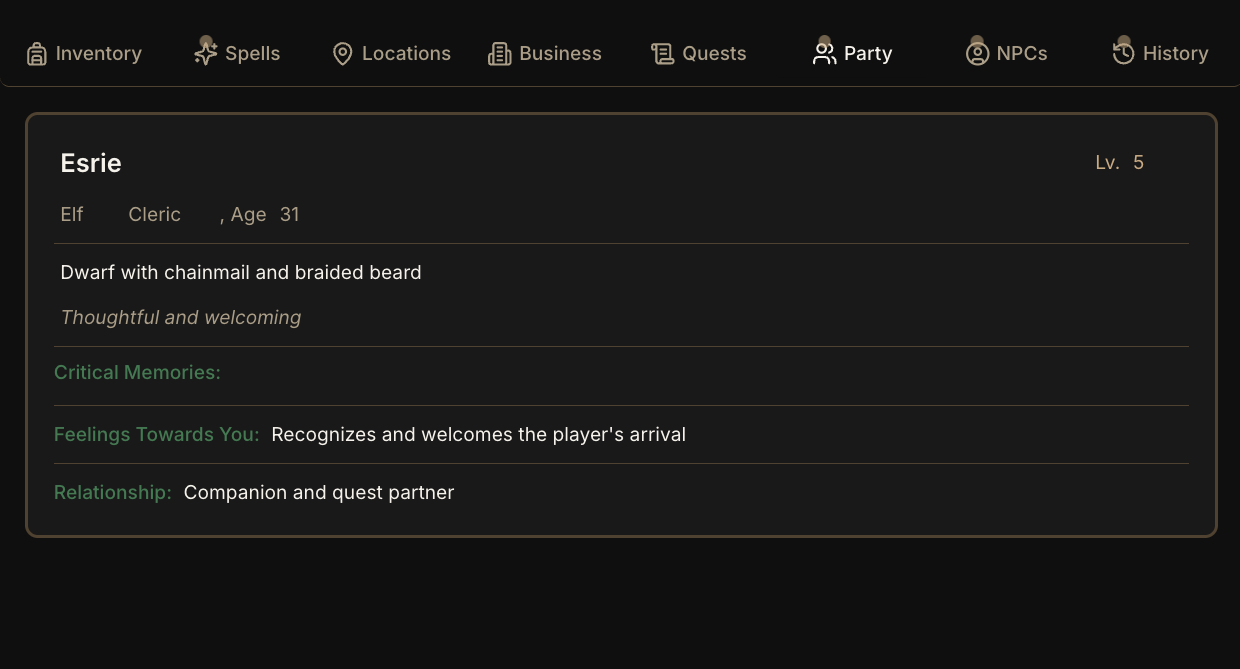 Inventory Spells Locations Business Quests Party NPCs History
Esrie Lv. 5
Elf Cleric , Age 31
Dwarf with chainmail and braided beard
Thoughtful and welcoming
Critical Memories:
Feelings Towards You: Recognizes and welcomes the player's arrival
Relationship: Companion and quest partner